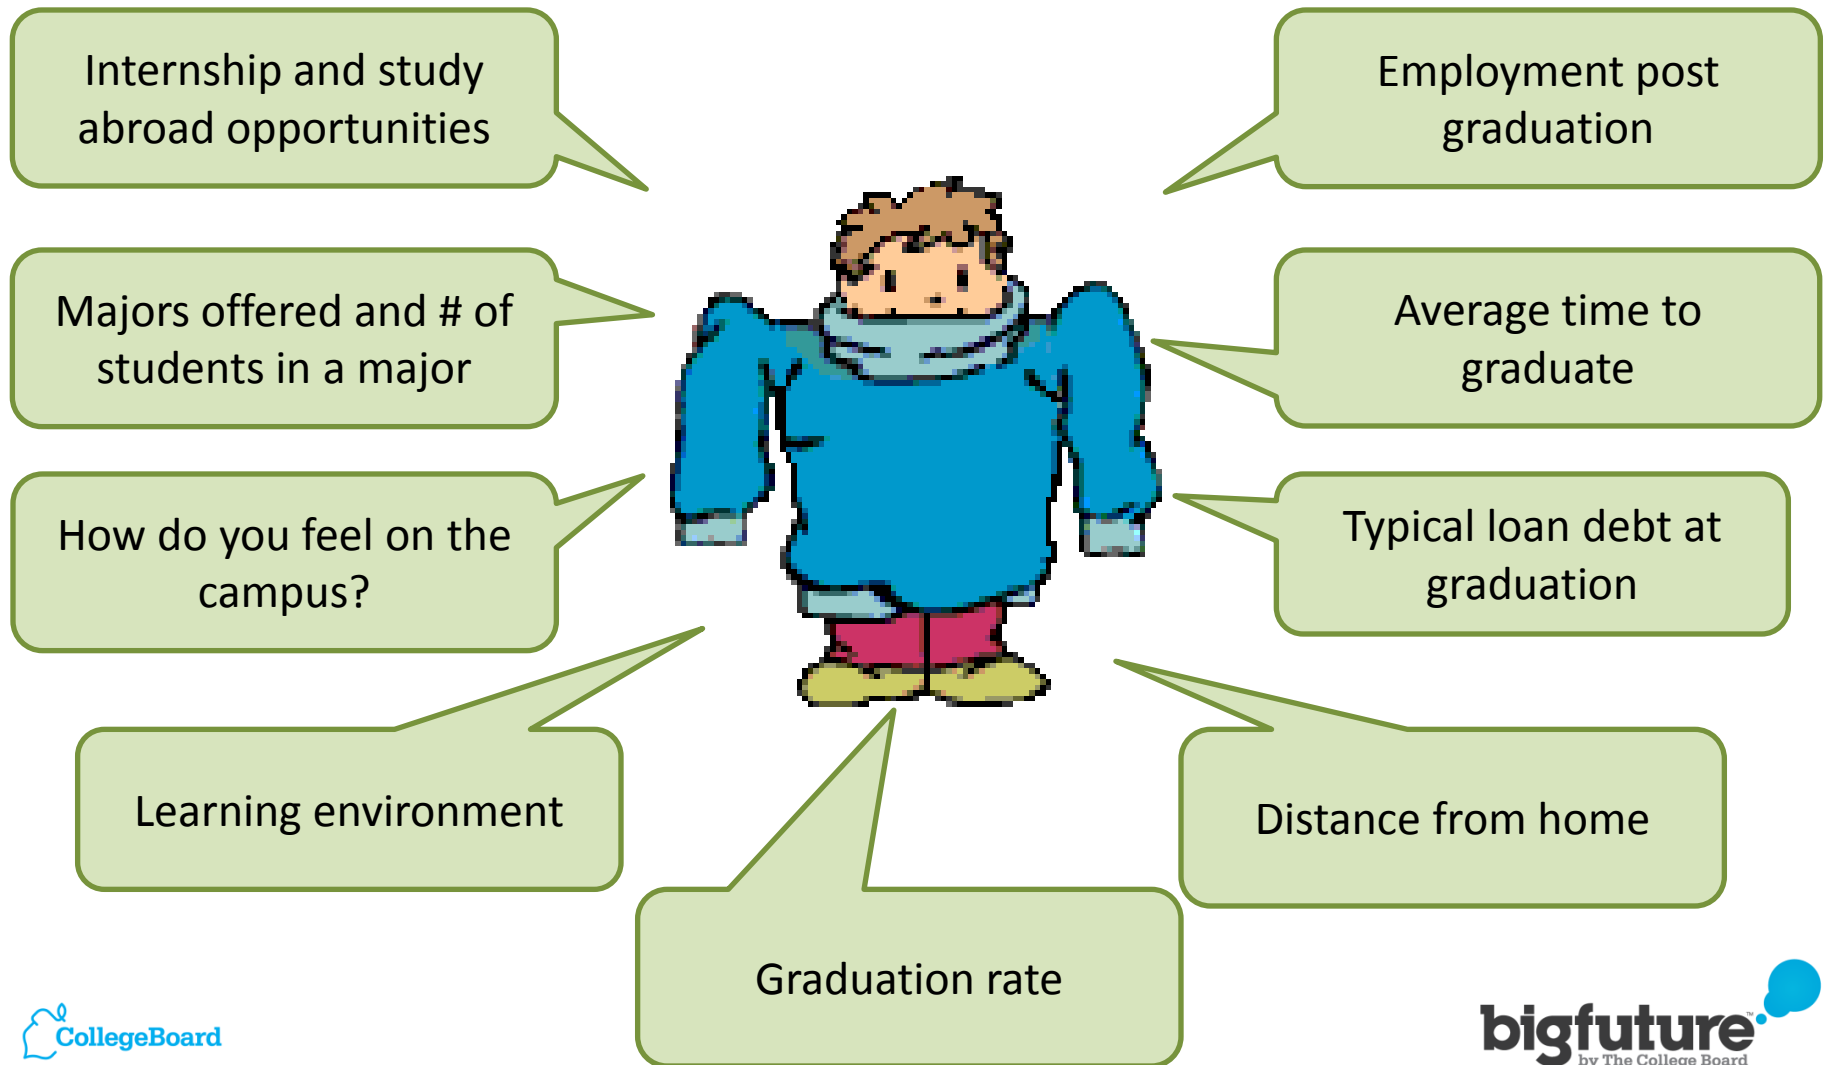 Internship and study
abroad opportunities
Employment post
graduation
Majors offered and # of
students in a major
Average time to
graduate
How do you feel on the
campus?
Typical loan debt at
graduation
Learning environment
Distance from home
Graduation rate
CollegeBoard
bigfuture™
by The College Board